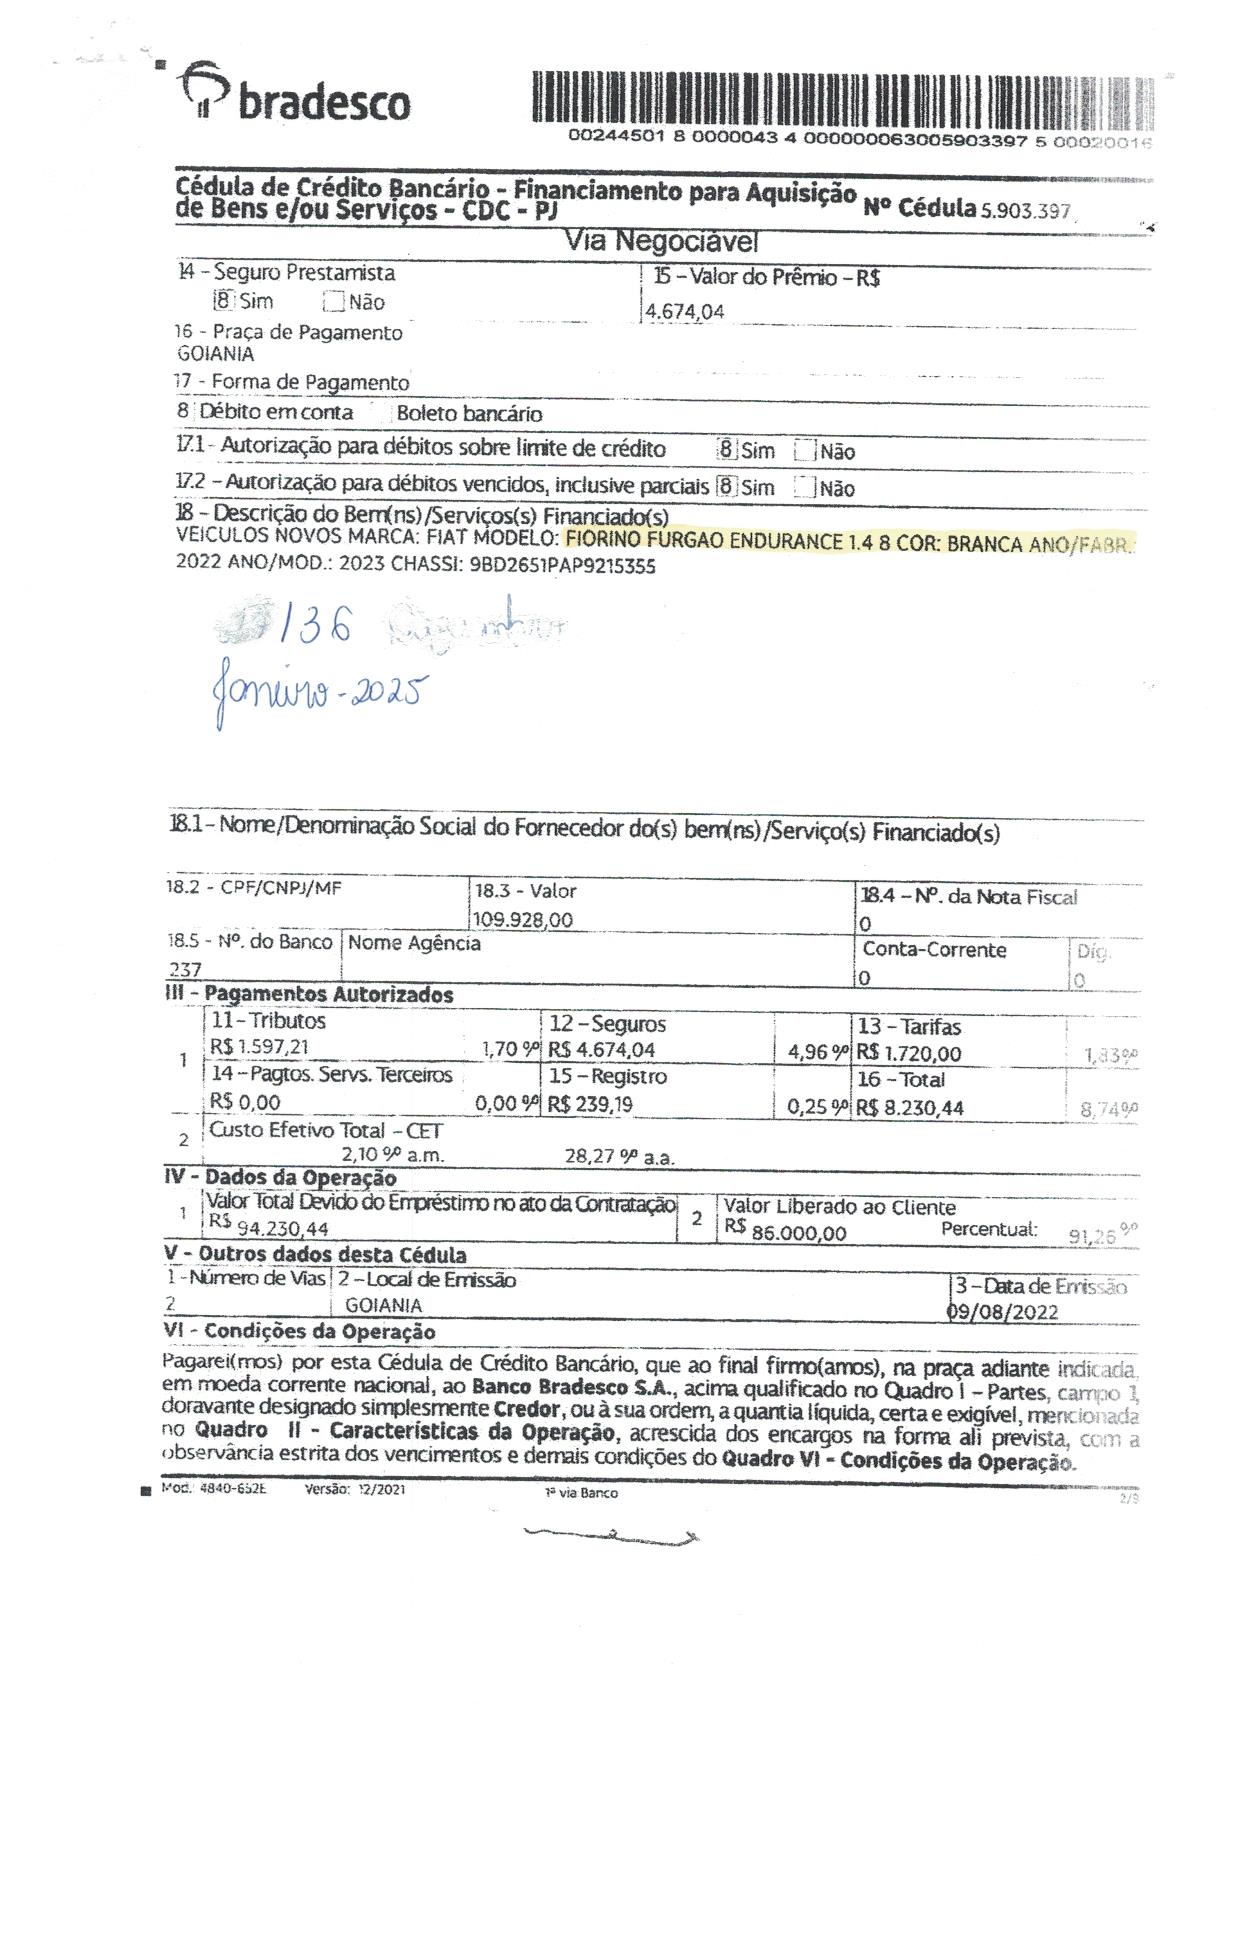 bradesco
00244501 8 0000043 4 000000063005903397 5 00020016
Cédula de Crédito Bancário - Financiamento para Aquisição
de Bens e/ou Serviços - CDC - PJ
Nº Cédula 5.903.397
Via Negociável
14 - Seguro Prestamista
15 - Valor do Prêmio - R$
8 Sim Não
4.674,04
16 - Praça de Pagamento
GOIANIA
17 - Forma de Pagamento
8 Débito em conta Boleto bancário
17.1 - Autorização para débitos sobre limite de crédito 8 Sim Não
17.2 - Autorização para débitos vencidos, inclusive parciais 8 Sim Não
18 - Descrição do Bem(ns)/Serviços(s) Financiado(s)
VEICULOS NOVOS MARCA: FIAT MODELO: FIORINO FURGAO ENDURANCE 1.4 8 COR: BRANCA ANO/FABR.:
2022 ANO/MOD.: 2023 CHASSI: 9BD2651PAP9215355
/36
Janeiro - 2025
18.1 - Nome/Denominação Social do Fornecedor do(s) bem(ns)/Serviço(s) Financiado(s)
18.2 - CPF/CNPJ/MF
18.3 - Valor
18.4 - Nº. da Nota Fiscal
109.928,00
0
18.5 - Nº. do Banco
Nome Agência
Conta-Corrente
Díg.
237
0
0
III - Pagamentos Autorizados
11 - Tributos
12 - Seguros
13 - Tarifas
1
R$ 1.597,21 1,70 % R$ 4.674,04 4,96 % R$ 1.720,00 1,83 %
14 - Pagtos. Servs. Terceiros
15 - Registro
16 - Total
R$ 0,00 0,00 % R$ 239,19 0,25 % R$ 8.230,44 8,74 %
2
Custo Efetivo Total - CET
2,10 % a.m. 28,27 % a.a.
IV - Dados da Operação
1
Valor Total Devido do Empréstimo no ato da Contratação
R$ 94.230,44
2
Valor Liberado ao Cliente
R$ 86.000,00 Percentual: 91,26 %
V - Outros dados desta Cédula
1 - Número de Vias
2 - Local de Emissão
3 - Data de Emissão
2
GOIANIA
09/08/2022
VI - Condições da Operação
Pagarei(mos) por esta Cédula de Crédito Bancário, que ao final firmo(amos), na praça adiante indicada,
em moeda corrente nacional, ao Banco Bradesco S.A., acima qualificado no Quadro I - Partes, campo 1,
doravante designado simplesmente Credor, ou à sua ordem, a quantia líquida, certa e exigível, mencionada
no Quadro II - Características da Operação, acrescida dos encargos na forma ali prevista, com a
observância estrita dos vencimentos e demais condições do Quadro VI - Condições da Operação.
Mod.: 4840-652E Versão: 12/2021 1ª via Banco 2/9